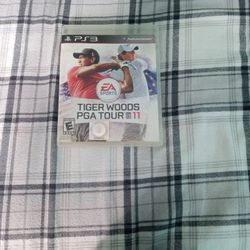 PS3
EA
SPORTS
TIGER WOODS
PGA TOUR 11
E